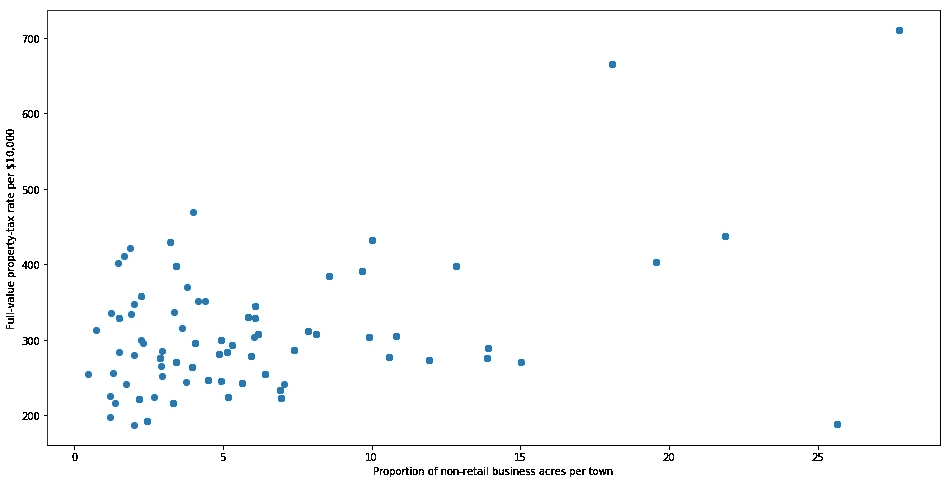 700
600
500
400
300
200
Full-value property-tax rate per $10,000
0 5 10 15 20 25
Proportion of non-retail business acres per town